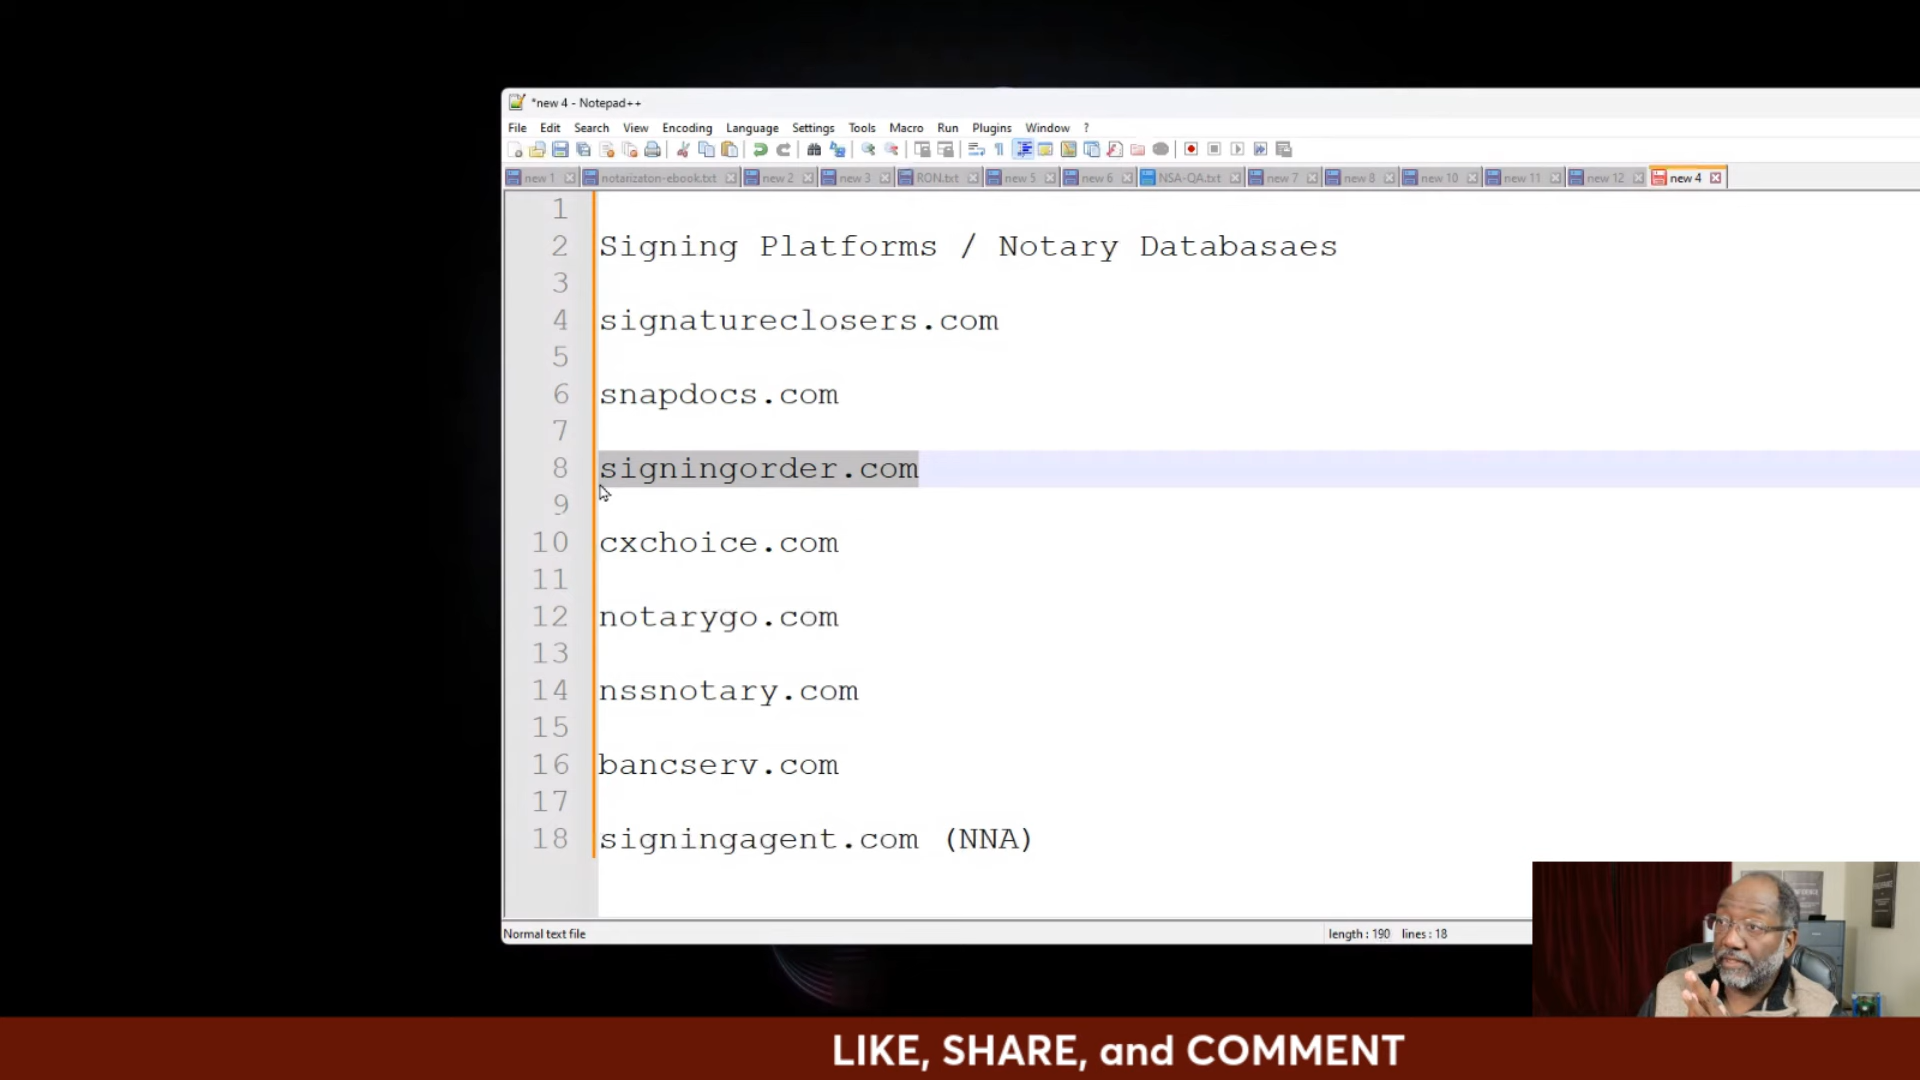 *new 4 - Notepad++
File Edit Search View Encoding Language Settings Tools Macro Run Plugins Window ?
new 1 notarizaton-ebook.txt new 2 new 3 RON.txt new 5 new 6 NSA-QA.txt new 7 new 8 new 10 new 11 new 12 new 4
1
2 Signing Platforms / Notary Databasaes
3
4 signatureclosers.com
5
6 snapdocs.com
7
8 signingorder.com
9
10 cxchoice.com
11
12 notarygo.com
13
14 nssnotary.com
15
16 bancserv.com
17
18 signingagent.com (NNA)
Normal text file length : 190 lines : 18
LIKE, SHARE, and COMMENT